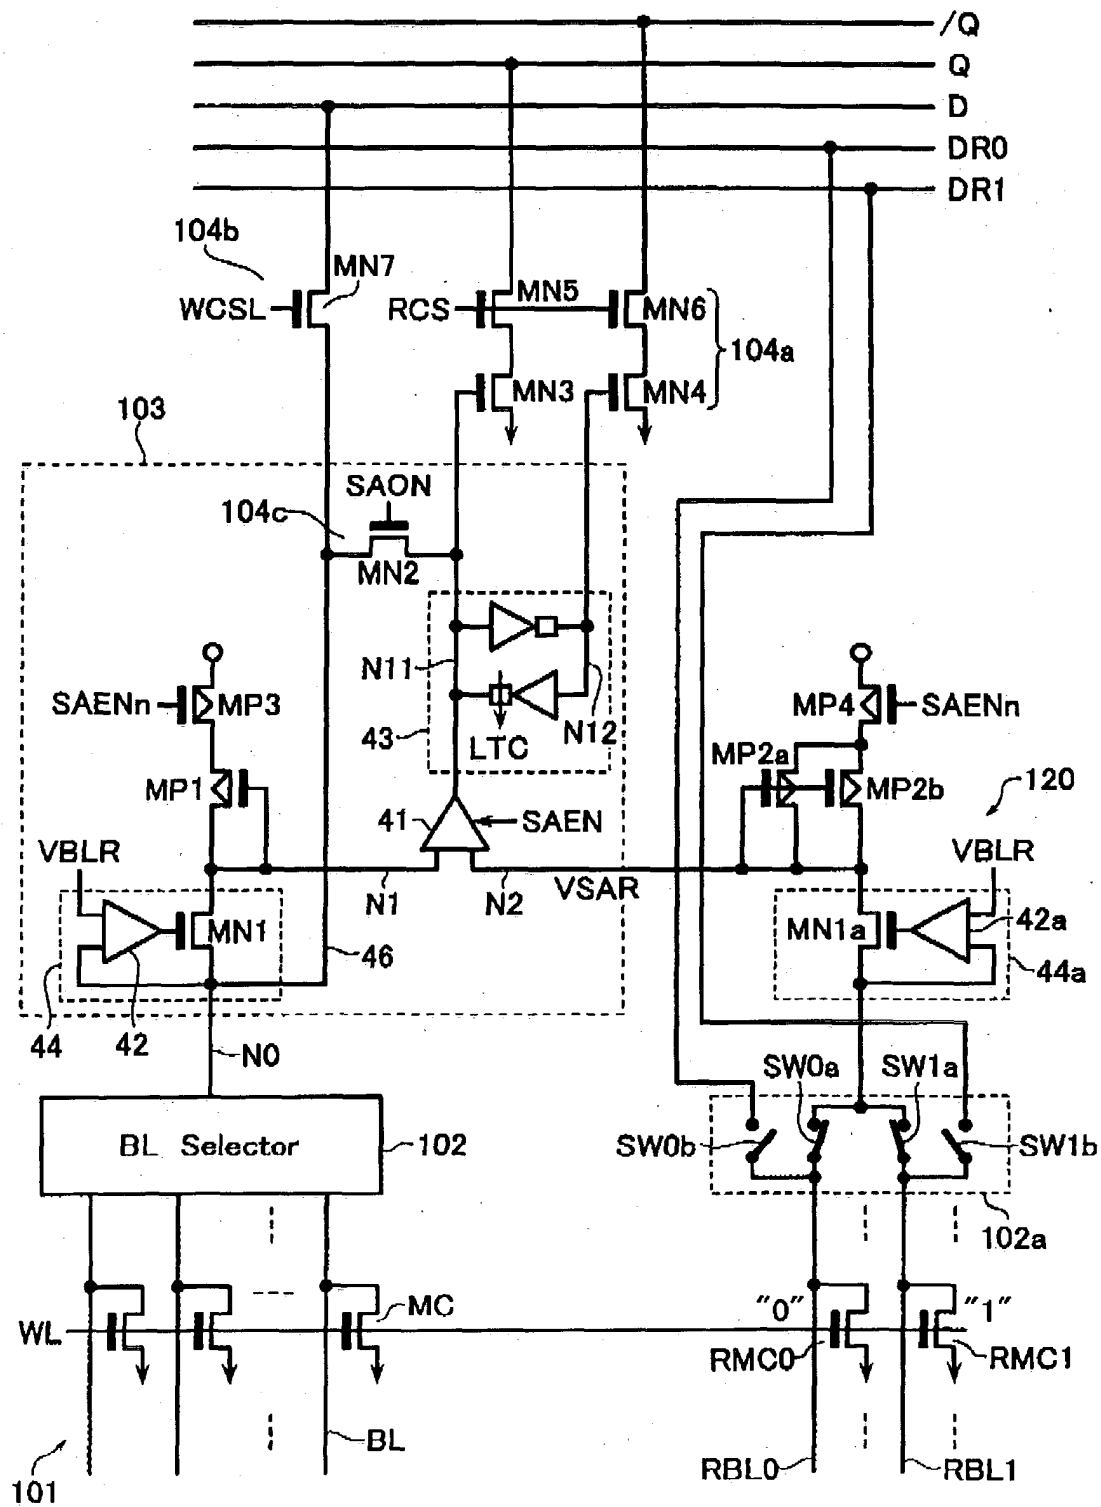 /Q
Q
D
DR0
DR1
104b
MN7
WCSL
RCS
MN5
MN6
104a
MN3
MN4
103
SAON
104c
MN2
N11
N12
43
LTC
SAENn
MP3
MP4
SAENn
MP2a
MP1
MP2b
120
41
SAEN
VBLR
VBLR
N1
N2
VSAR
MN1
MN1a
42a
46
44a
44
42
N0
SW0a
SW1a
BL Selector
102
SW0b
SW1b
102a
MC
"0"
"1"
WL
RMC0
RMC1
BL
RBL0
RBL1
101